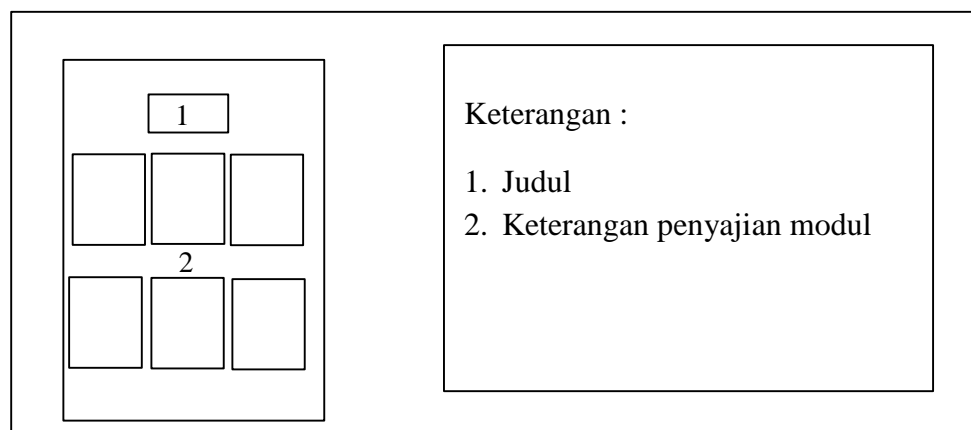 1
2
Keterangan :
1. Judul
2. Keterangan penyajian modul